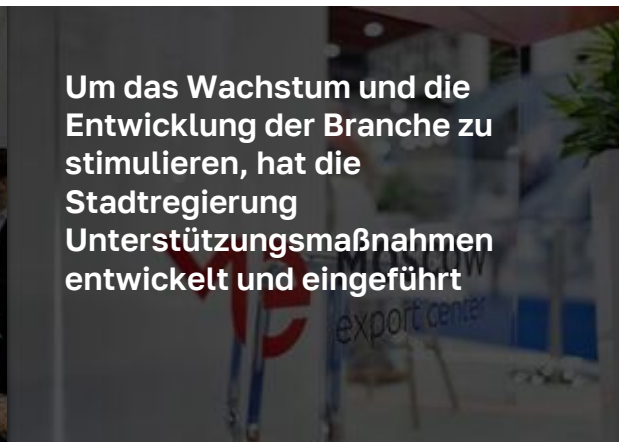 Um das Wachstum und die
Entwicklung der Branche zu
stimulieren, hat die
Stadtregierung
Unterstützungsmaßnahmen
entwickelt und eingeführt
Moscow
export center